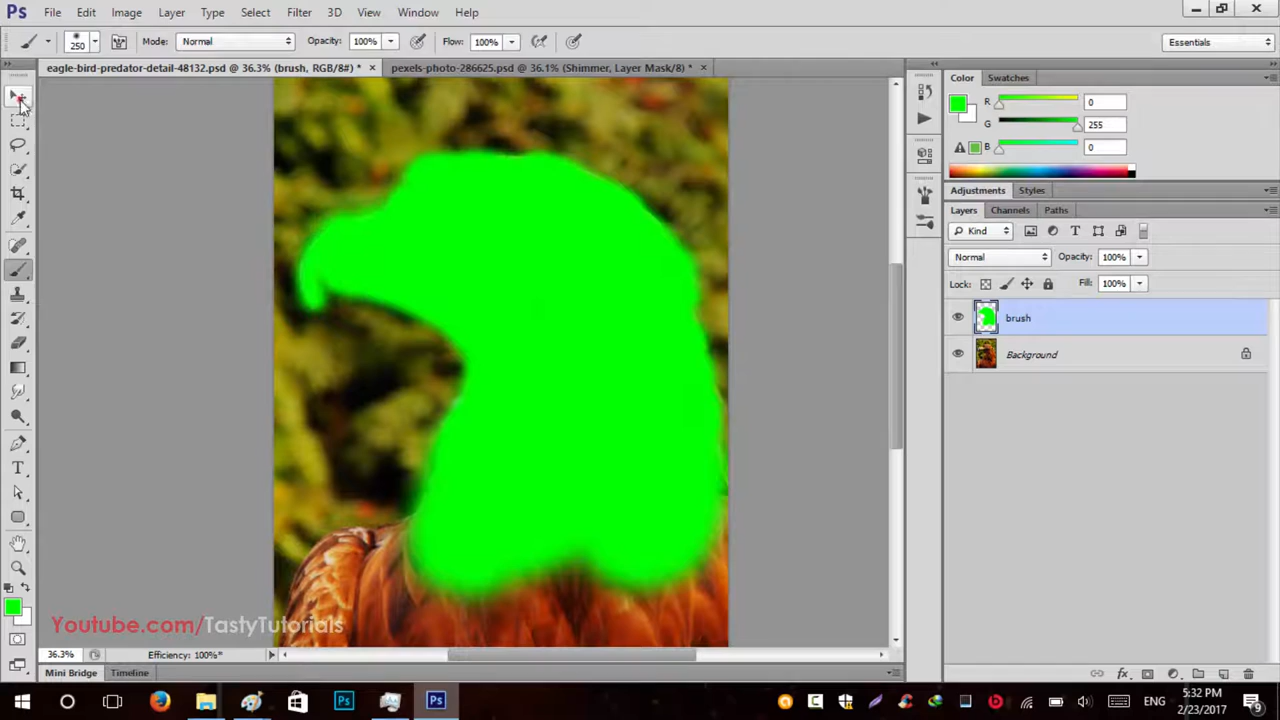 Ps File Edit Image Layer Type Select Filter 3D View Window Help
250 Mode: Normal Opacity: 100% Flow: 100% Essentials
eagle-bird-predator-detail-48132.psd @ 36.3% (brush, RGB/8#) * pexels-photo-286625.psd @ 36.1% (Shimmer, Layer Mask/8) *
Color Swatches
R 0
G 255
B 0
Adjustments Styles
Layers Channels Paths
Kind
Normal Opacity: 100%
Lock: Fill: 100%
brush
Background
Youtube.com/TastyTutorials
36.3% Efficiency: 100%*
Mini Bridge Timeline
ENG 5:32 PM
2/23/2017